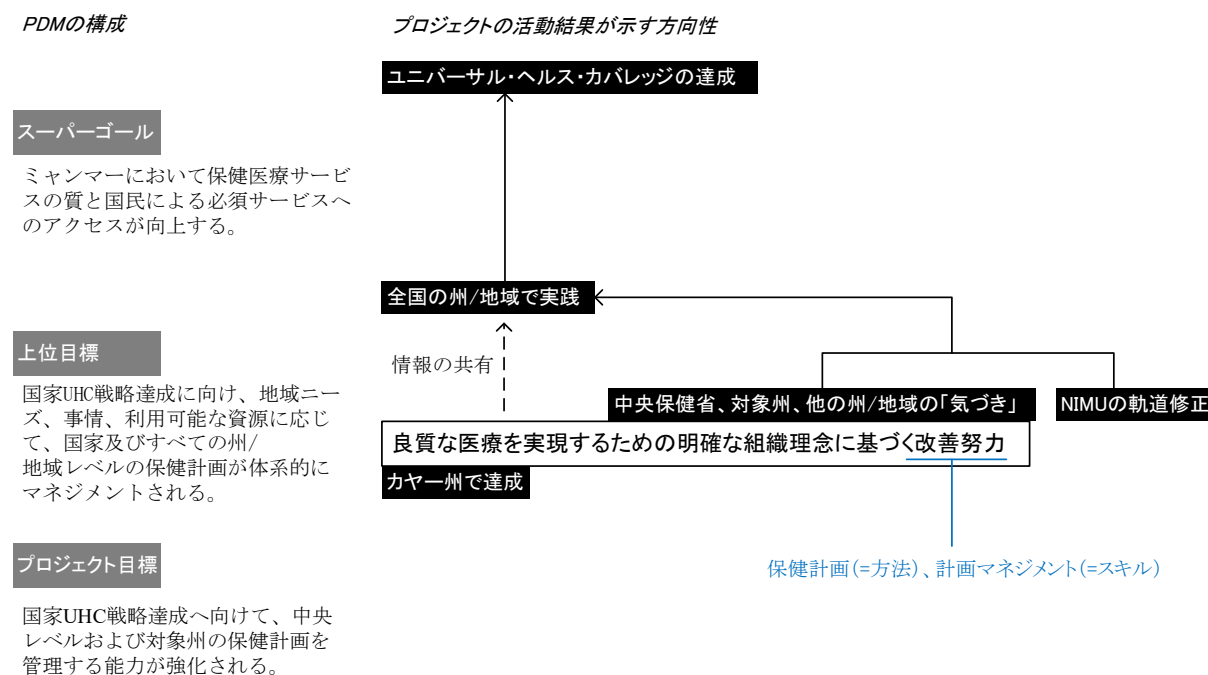 PDMの構成
プロジェクトの活動結果が示す方向性
ユニバーサル・ヘルス・カバレッジの達成
スーパーゴール
ミャンマーにおいて保健医療サービ
スの質と国民による必須サービスへ
のアクセスが向上する。
全国の州/地域で実践
上位目標
情報の共有
国家UHC戦略達成に向け、地域ニー
ズ、事情、利用可能な資源に応じ
て、国家及びすべての州/
地域レベルの保健計画が体系的に
マネジメントされる。
中央保健省、対象州、他の州/地域の「気づき」
NIMUの軌道修正
良質な医療を実現するための明確な組織理念に基づく改善努力
カヤー州で達成
プロジェクト目標
保健計画(=方法)、計画マネジメント(=スキル)
国家UHC戦略達成へ向けて、中央
レベルおよび対象州の保健計画を
管理する能力が強化される。